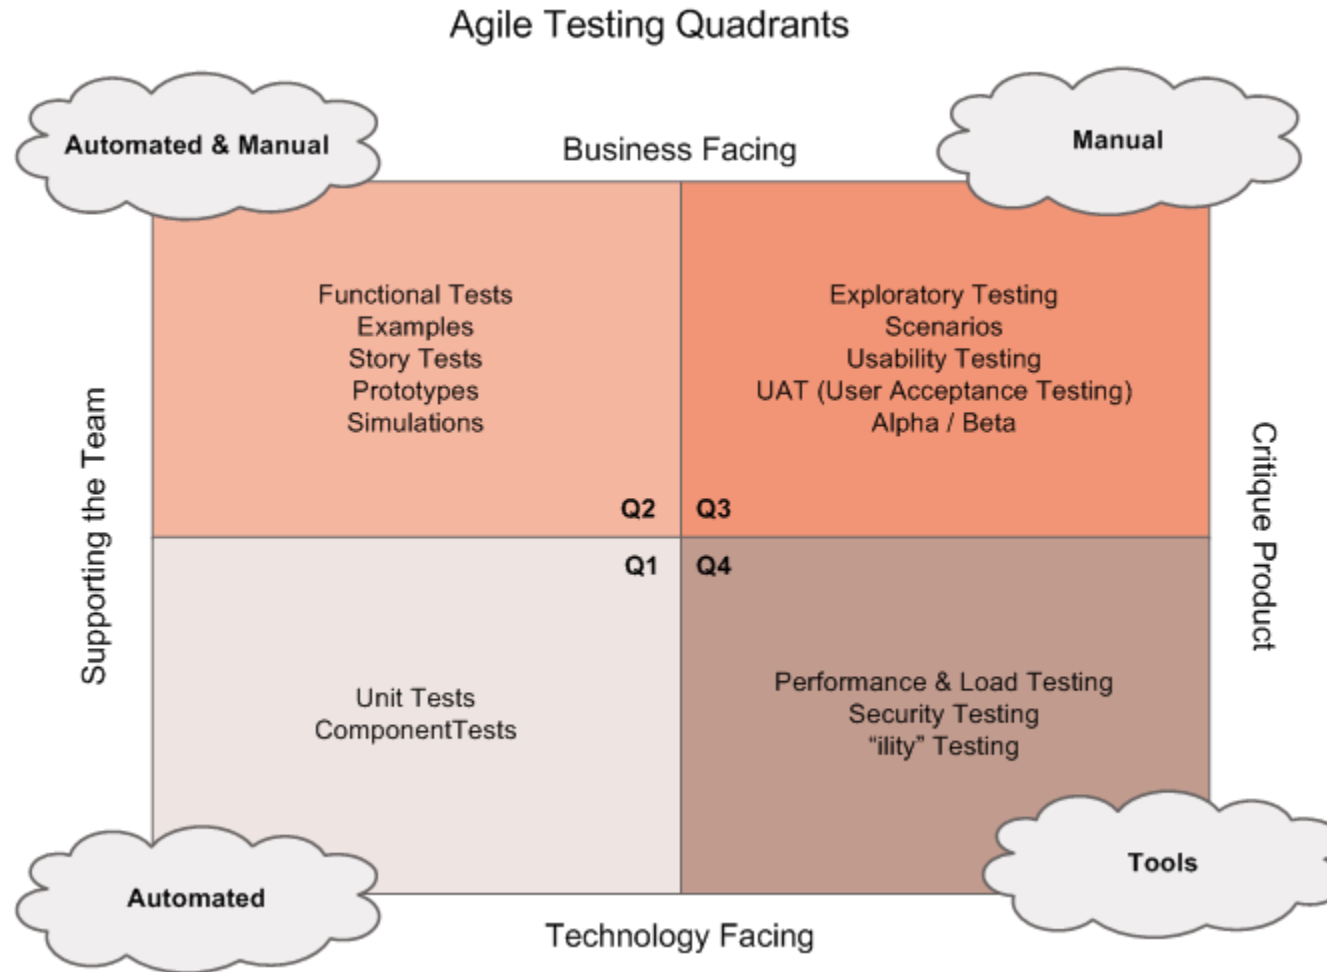 Agile Testing Quadrants
Automated & Manual
Business Facing
Manual
Functional Tests
Examples
Story Tests
Prototypes
Simulations
Q2
Exploratory Testing
Scenarios
Usability Testing
UAT (User Acceptance Testing)
Alpha / Beta
Q3
Supporting the Team
Critique Product
Q1
Unit Tests
ComponentTests
Q4
Performance & Load Testing
Security Testing
“ility” Testing
Automated
Technology Facing
Tools